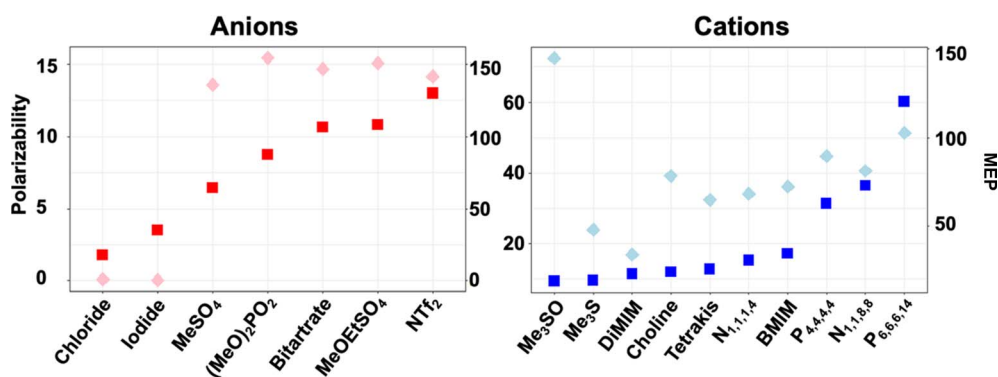 Anions
Cations
Polarizability
15
10
5
0
150
100
50
0
Chloride
Iodide
MeSO₄
(MeO)₂PO₂
Bitartrate
MeOEtSO₄
NTf₂
60
40
20
150
100
50
MEP
Me₃SO
Me₃S
DiMIM
Choline
Tetrakis
N₁,₁,₁,₄
BMIM
P₄,₄,₄,₄
N₁,₁,₈,₈
P₆,₆,₆,₁₄